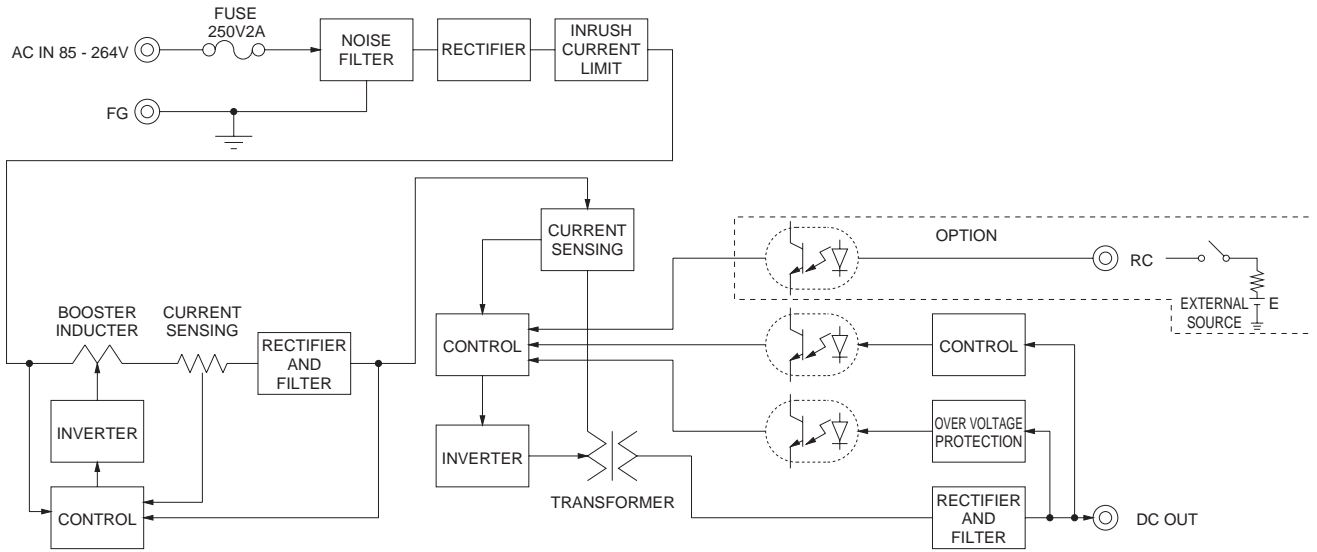 FUSE
250V2A
AC IN 85 - 264V
NOISE
FILTER
RECTIFIER
INRUSH
CURRENT
LIMIT
FG
CURRENT
SENSING
OPTION
RC
EXTERNAL
SOURCE
E
BOOSTER
INDUCTER
CURRENT
SENSING
RECTIFIER
AND
FILTER
CONTROL
CONTROL
INVERTER
INVERTER
OVER VOLTAGE
PROTECTION
TRANSFORMER
CONTROL
RECTIFIER
AND
FILTER
DC OUT